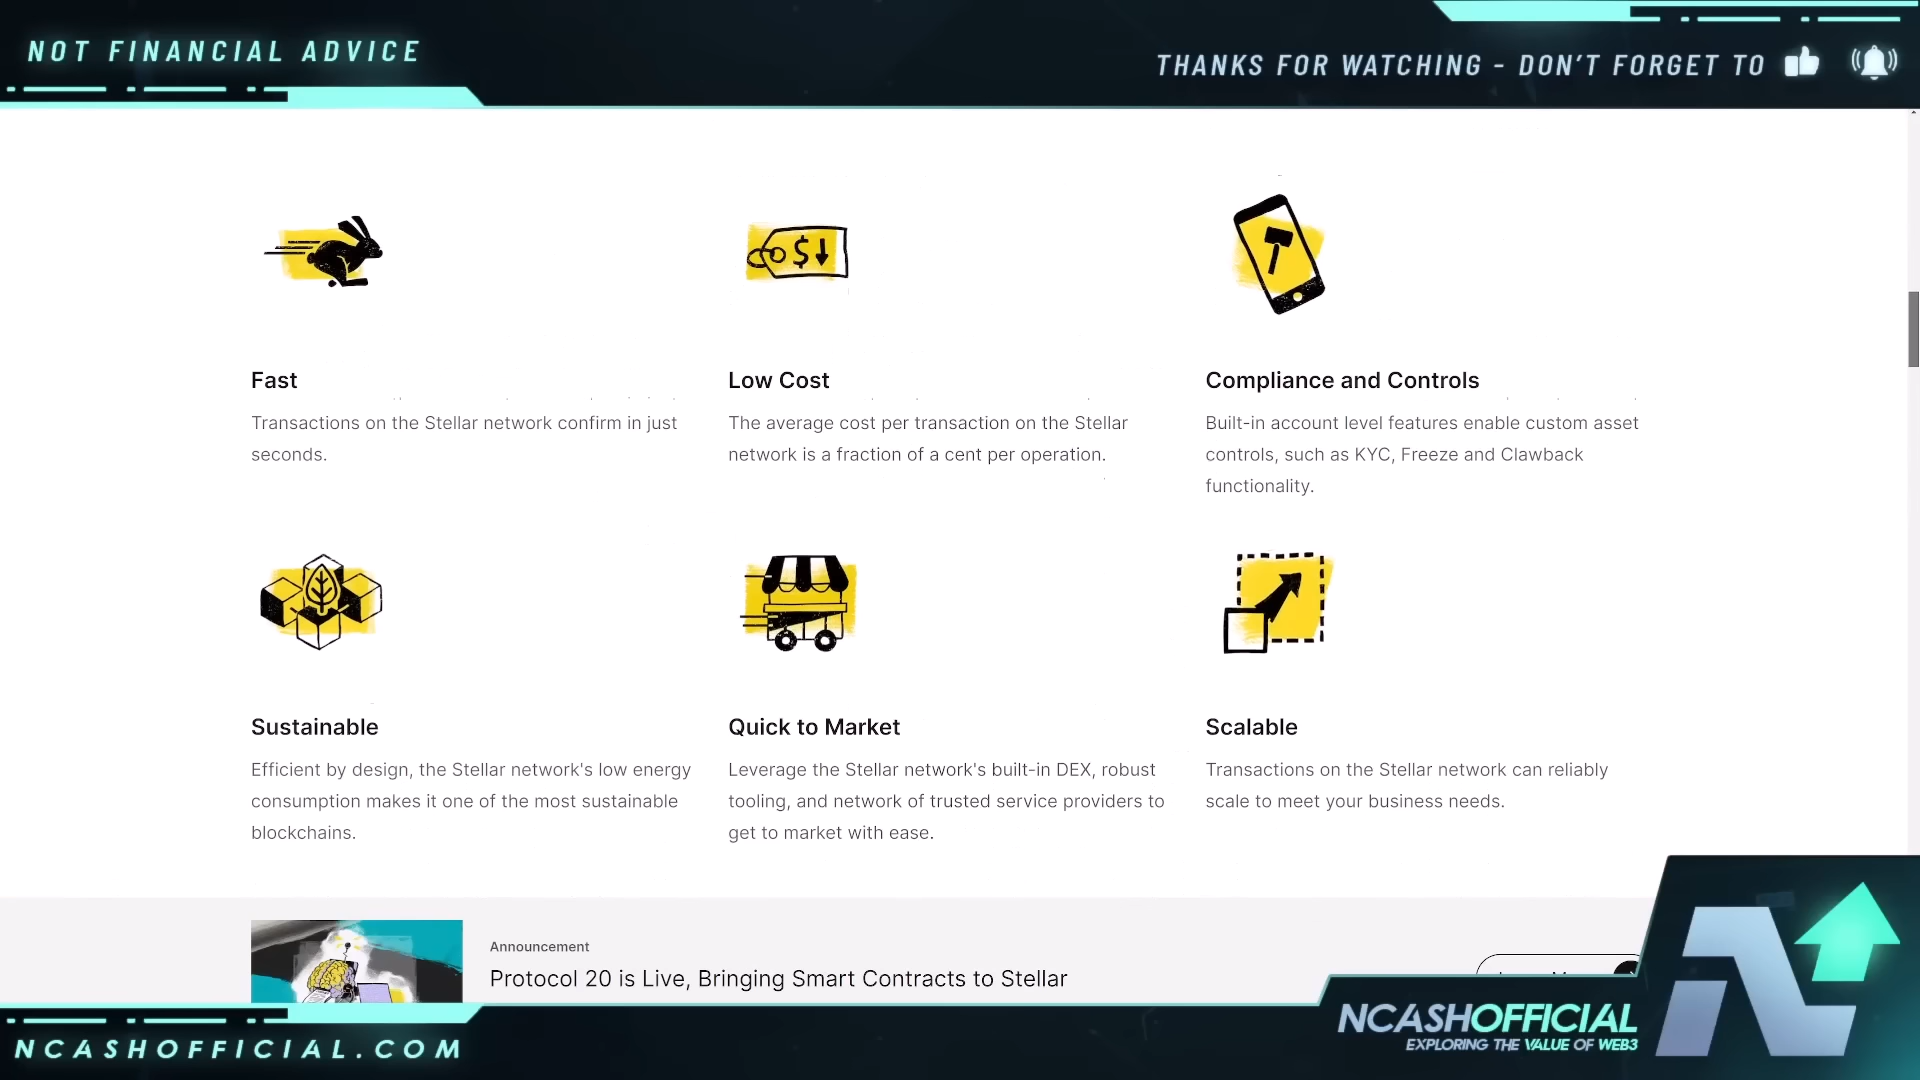 NOT FINANCIAL ADVICE
THANKS FOR WATCHING - DON'T FORGET TO
$
Fast
Transactions on the Stellar network confirm in just
seconds.
Low Cost
The average cost per transaction on the Stellar
network is a fraction of a cent per operation.
Compliance and Controls
Built-in account level features enable custom asset
controls, such as KYC, Freeze and Clawback
functionality.
Sustainable
Efficient by design, the Stellar network's low energy
consumption makes it one of the most sustainable
blockchains.
Quick to Market
Leverage the Stellar network's built-in DEX, robust
tooling, and network of trusted service providers to
get to market with ease.
Scalable
Transactions on the Stellar network can reliably
scale to meet your business needs.
Announcement
Protocol 20 is Live, Bringing Smart Contracts to Stellar
NCASHOFFICIAL.COM
NCASHOFFICIAL
EXPLORING THE VALUE OF WEB3